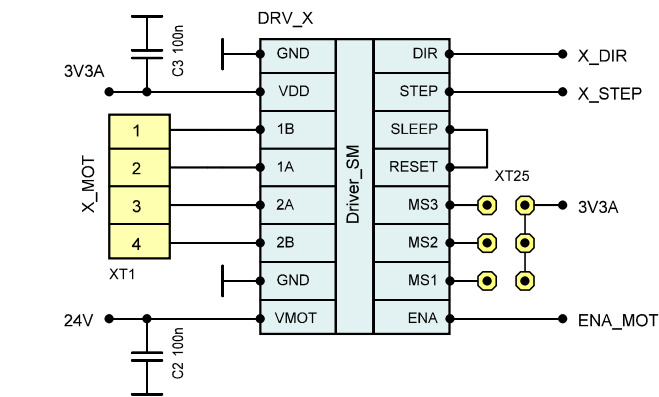 DRV_X
C3 100n
3V3A
GND
VDD
1B
1A
2A
2B
GND
VMOT
Driver_SM
DIR
STEP
SLEEP
RESET
MS3
MS2
MS1
ENA
X_DIR
X_STEP
XT25
3V3A
ENA_MOT
X_MOT
1
2
3
4
XT1
24V
C2 100n